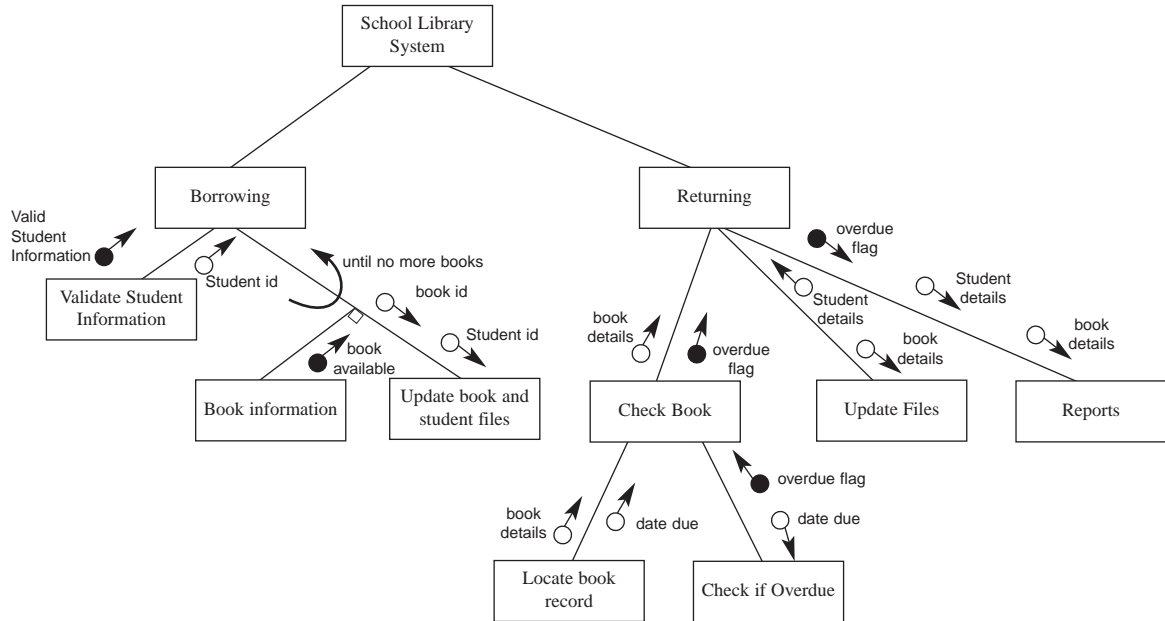 School Library
System
Borrowing
Returning
Valid
Student
Information
Student id
until no more books
overdue
flag
Validate Student
Information
book id
Student
details
Student
details
book
details
book
details
Student id
book
details
overdue
flag
book
available
Book information
Update book and
student files
Check Book
Update Files
Reports
overdue flag
book
details
date due
date due
Locate book
record
Check if Overdue